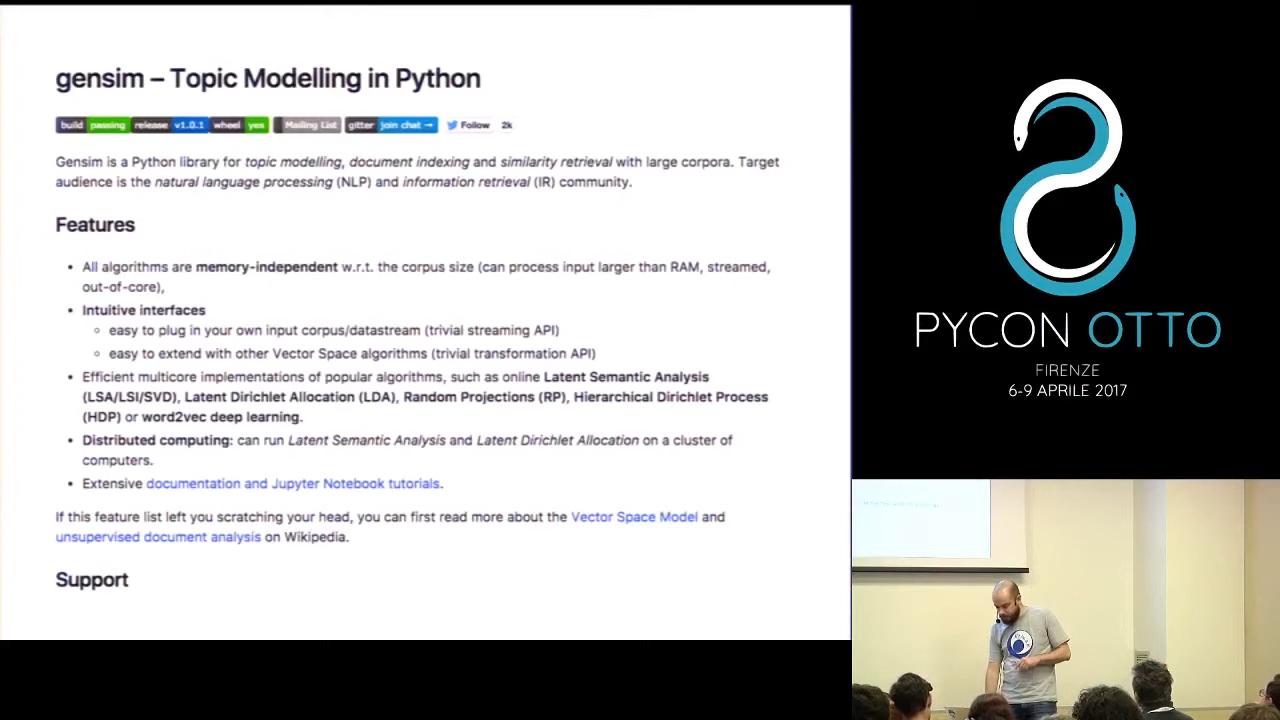 gensim – Topic Modelling in Python
build passing release v1.0.1 wheel yes Mailing List gitter join chat → Follow 2k
Gensim is a Python library for topic modelling, document indexing and similarity retrieval with large corpora. Target
audience is the natural language processing (NLP) and information retrieval (IR) community.
Features
• All algorithms are memory-independent w.r.t. the corpus size (can process input larger than RAM, streamed,
out-of-core),
• Intuitive interfaces
◦ easy to plug in your own input corpus/datastream (trivial streaming API)
◦ easy to extend with other Vector Space algorithms (trivial transformation API)
• Efficient multicore implementations of popular algorithms, such as online Latent Semantic Analysis
(LSA/LSI/SVD), Latent Dirichlet Allocation (LDA), Random Projections (RP), Hierarchical Dirichlet Process
(HDP) or word2vec deep learning.
• Distributed computing: can run Latent Semantic Analysis and Latent Dirichlet Allocation on a cluster of
computers.
• Extensive documentation and Jupyter Notebook tutorials.
If this feature list left you scratching your head, you can first read more about the Vector Space Model and
unsupervised document analysis on Wikipedia.
Support
PYCON OTTO
FIRENZE
6-9 APRILE 2017